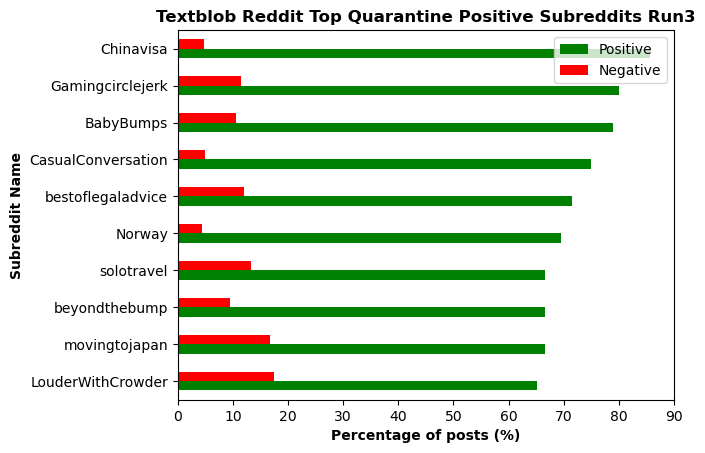 Textblob Reddit Top Quarantine Positive Subreddits Run3
Positive
Negative
Chinavisa
Gamingcirclejerk
BabyBumps
CasualConversation
bestoflegaladvice
Norway
solotravel
beyondthebump
movingtojapan
LouderWithCrowder
Subreddit Name
0 10 20 30 40 50 60 70 80 90
Percentage of posts (%)